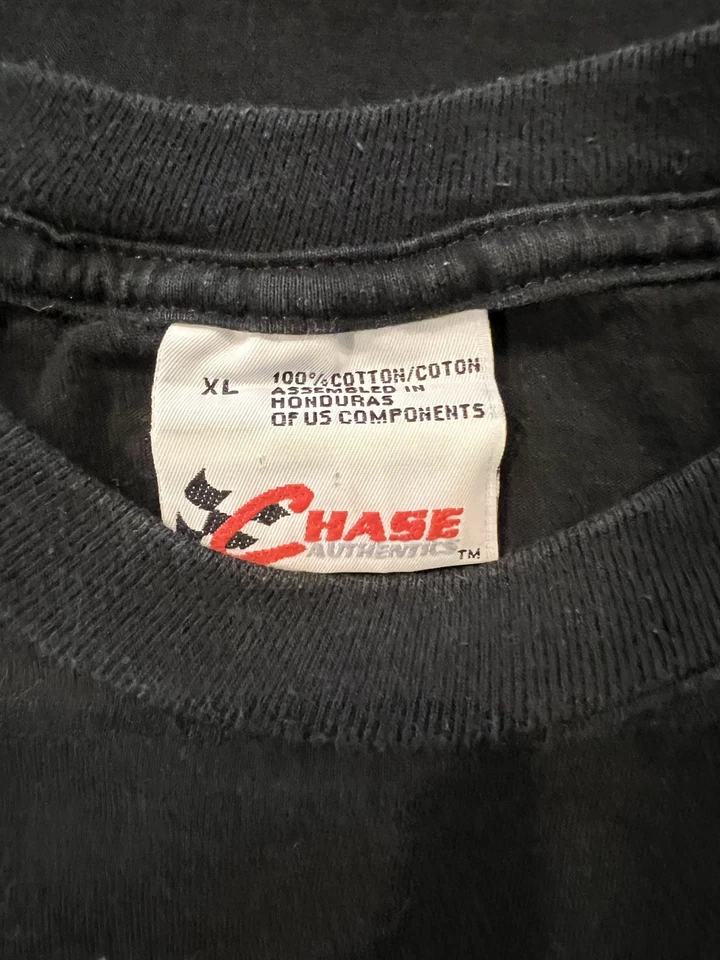 XL 100% COTTON/COTON
ASSEMBLED IN
HONDURAS
OF US COMPONENTS
CHASE
AUTHENTICS TM